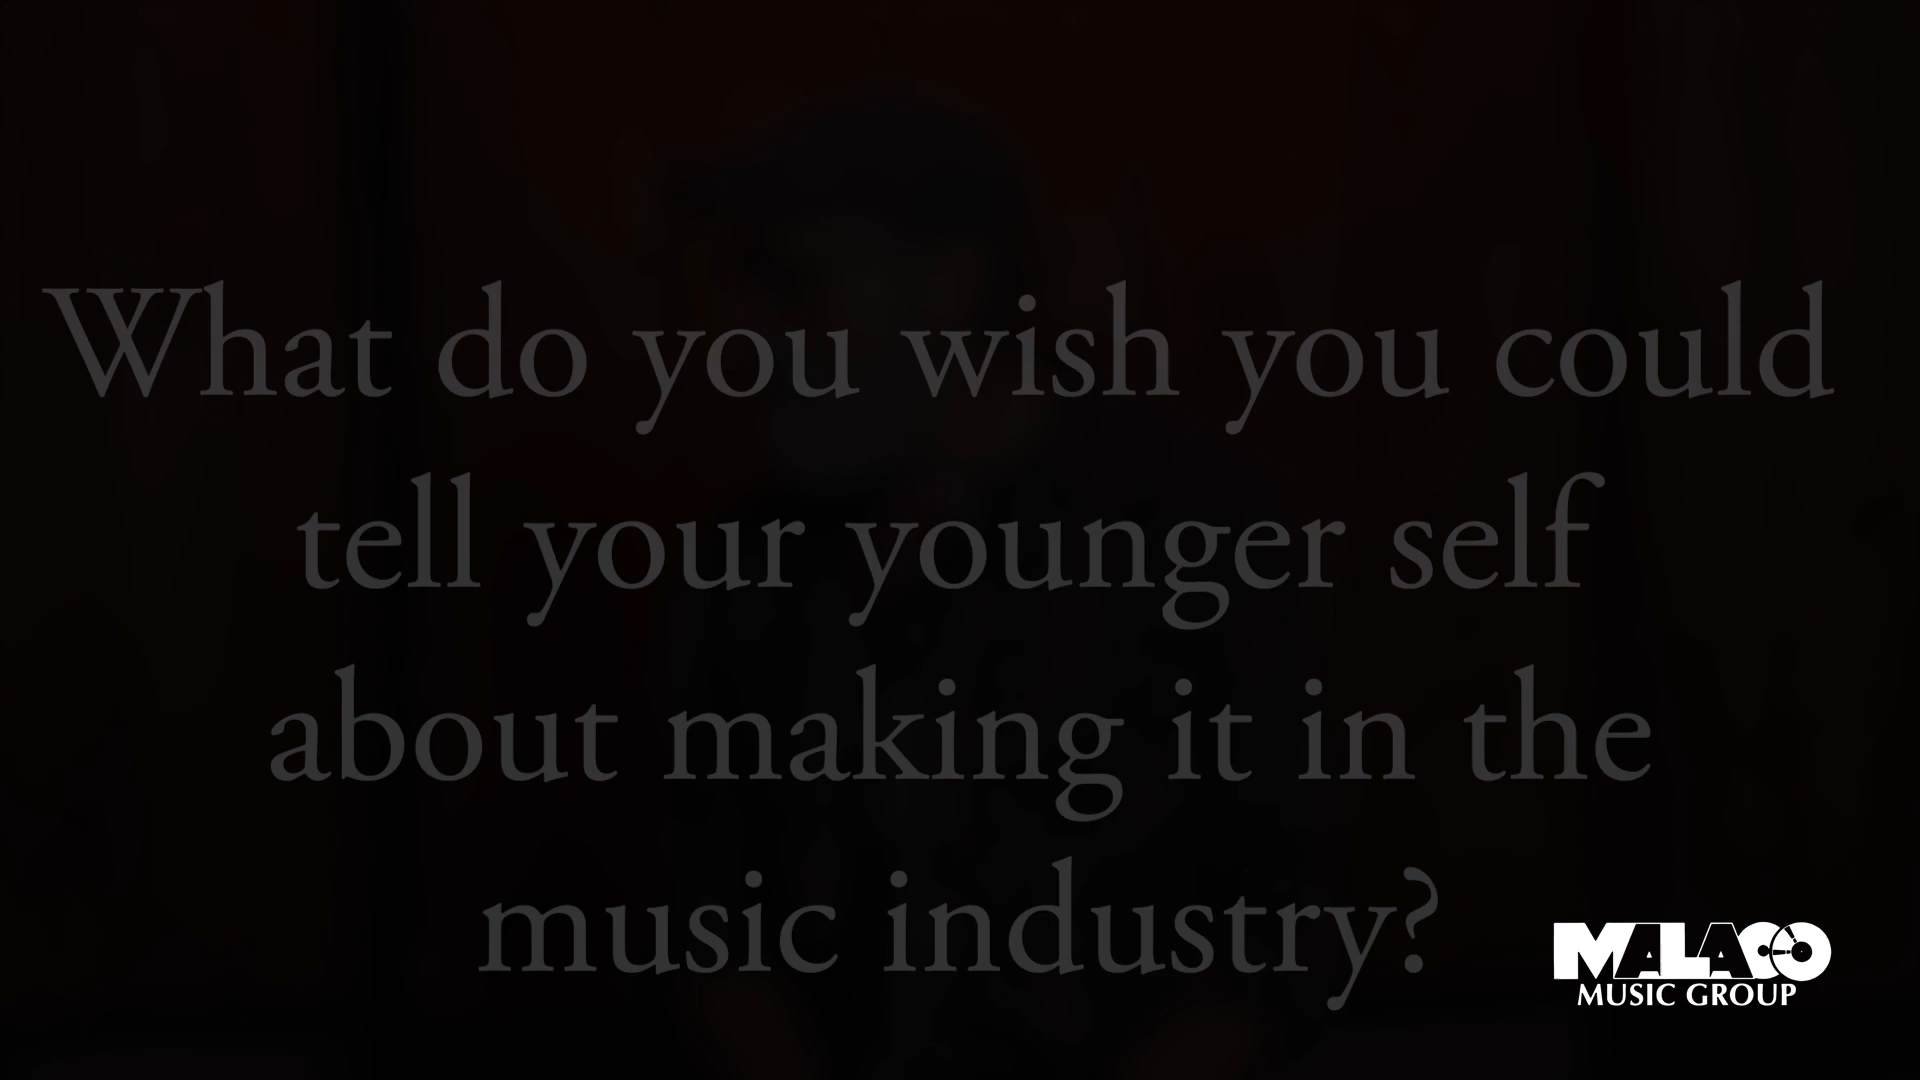 What do you wish you could
tell your younger self
about making it in the
music industry?
MALACO
MUSIC GROUP